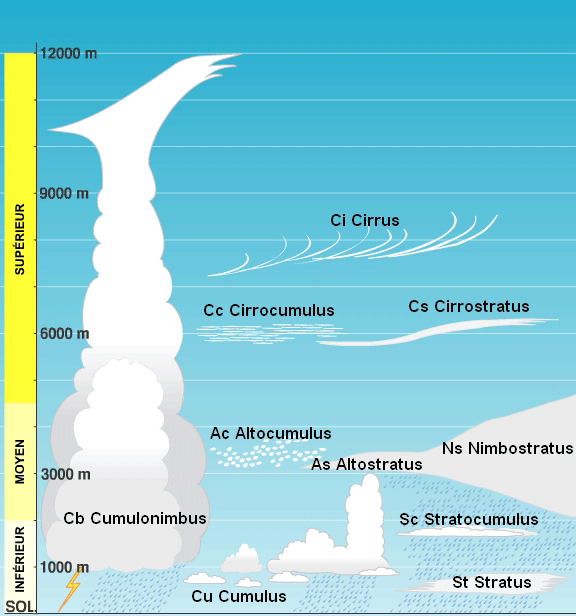 12000 m
9000 m
Ci Cirrus
SUPÉRIEUR
Cc Cirrocumulus
Cs Cirrostratus
6000 m
Ac Altocumulus
Ns Nimbostratus
As Altostratus
MOYEN
3000 m
Cb Cumulonimbus
Sc Stratocumulus
INFÉRIEUR
1000 m
St Stratus
Cu Cumulus
SOL